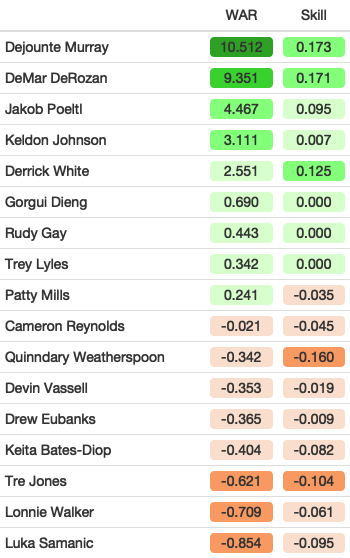 WAR Skill
Dejounte Murray 10.512 0.173
DeMar DeRozan 9.351 0.171
Jakob Poeltl 4.467 0.095
Keldon Johnson 3.111 0.007
Derrick White 2.551 0.125
Gorgui Dieng 0.690 0.000
Rudy Gay 0.443 0.000
Trey Lyles 0.342 0.000
Patty Mills 0.241 -0.035
Cameron Reynolds -0.021 -0.045
Quinndary Weatherspoon -0.342 -0.160
Devin Vassell -0.353 -0.019
Drew Eubanks -0.365 -0.009
Keita Bates-Diop -0.404 -0.082
Tre Jones -0.621 -0.104
Lonnie Walker -0.709 -0.061
Luka Samanic -0.854 -0.095